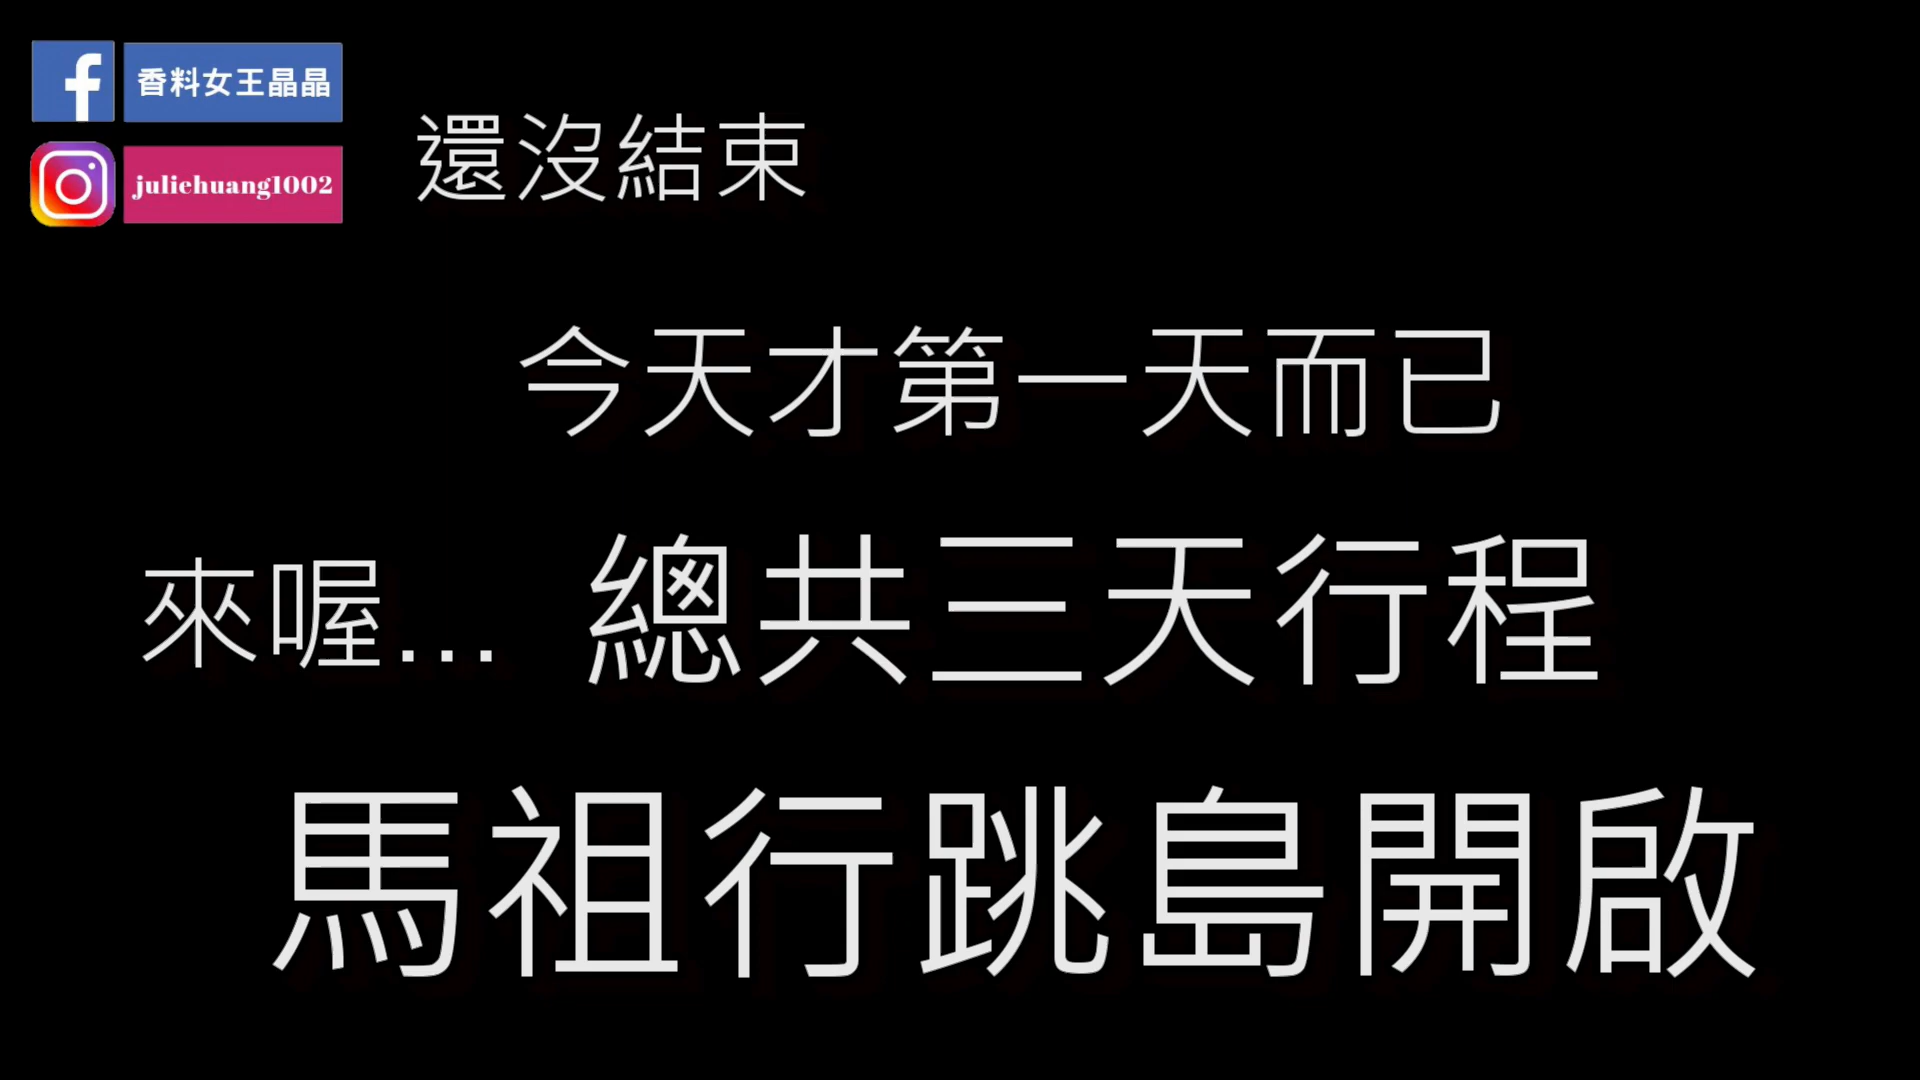 香料女王晶晶
juliehuang1002
還沒結束
今天才第一天而已
來喔... 總共三天行程
馬祖行跳島開啟